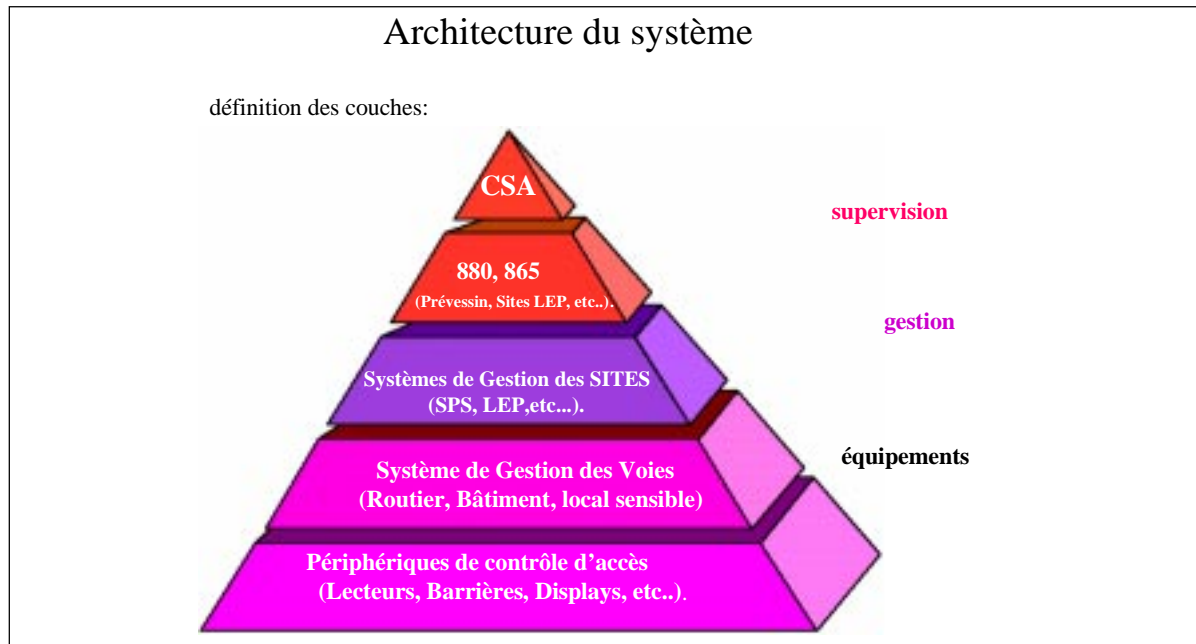 Architecture du système
définition des couches:
CSA
supervision
880, 865
(Prévessin, Sites LEP, etc..).
gestion
Systèmes de Gestion des SITES
(SPS, LEP,etc...).
équipements
Système de Gestion des Voies
(Routier, Bâtiment, local sensible)
Périphériques de contrôle d’accès
(Lecteurs, Barrières, Displays, etc..).